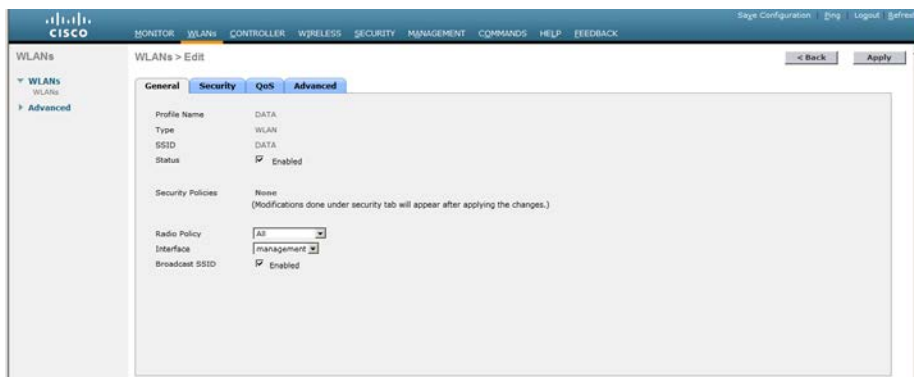 Save Configuration Ping Logout Refresh
CISCO
MONITOR WLANs CONTROLLER WIRELESS SECURITY MANAGEMENT COMMANDS HELP FEEDBACK
WLANs
WLANs > Edit
< Back
Apply
WLANs
WLANs
Advanced
General Security QoS Advanced
Profile Name DATA
Type WLAN
SSID DATA
Status Enabled
Security Policies None
(Modifications done under security tab will appear after applying the changes.)
Radio Policy All
Interface management
Broadcast SSID Enabled